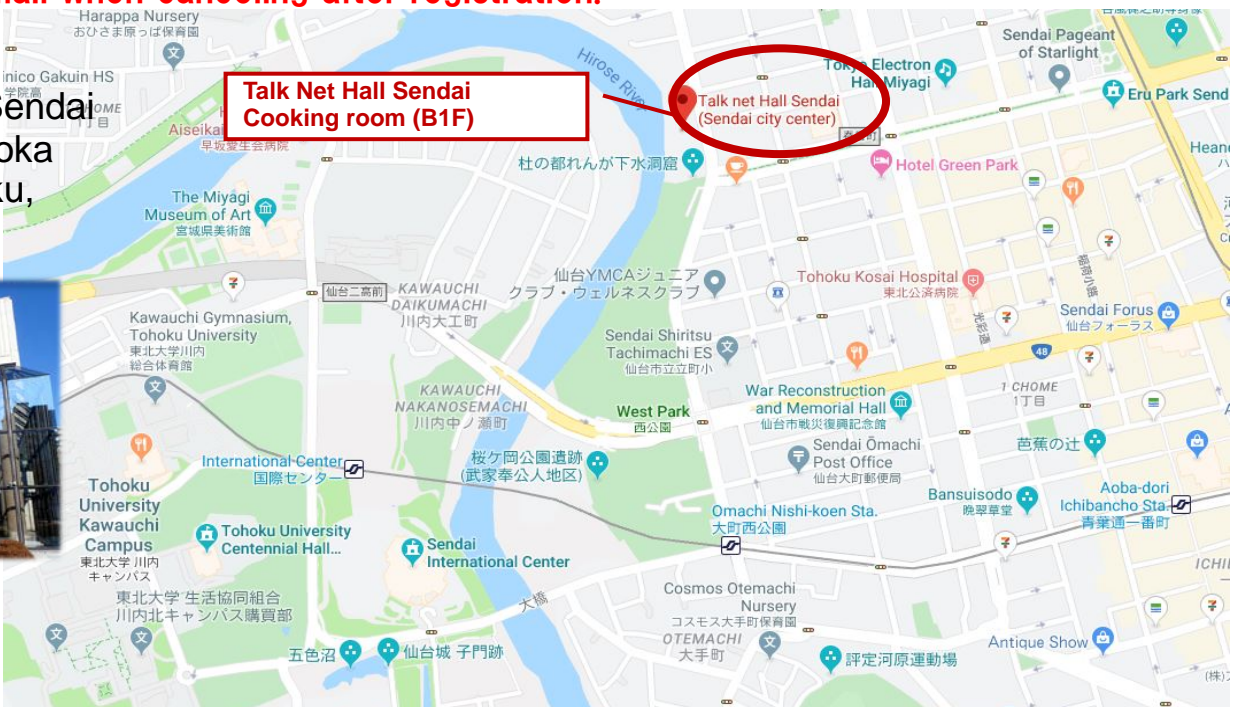 Harappa Nursery
おひさま原っぱ保育園
inico Gakuin HS
Sendai
oka
ku,
Talk Net Hall Sendai
Cooking room (B1F)
Hirose River
Sendai Pageant
of Starlight
Tokyo Electron
Hall Miyagi
Talk net Hall Sendai
(Sendai city center)
Eru Park Send
早坂愛生会病院
杜の都れんが下水洞窟
Hotel Green Park
The Miyagi
Museum of Art
宮城県美術館
仙台二高前
KAWAUCHI
DAIKUMACHI
川内大工町
仙台YMCAジュニア
クラブ・ウェルネスクラブ
Tohoku Kosai Hospital
東北公済病院
稲荷小路
Kawauchi Gymnasium,
Tohoku University
東北大学川内
総合体育館
Sendai Shiritsu
Tachimachi ES
仙台市立立町小
Sendai Forus
仙台フォーラス
48
KAWAUCHI
NAKANOSEMACHI
川内中ノ瀬町
West Park
西公園
War Reconstruction
and Memorial Hall
仙台市戦災復興記念館
1 CHOME
1丁目
Sendai Ōmachi
Post Office
仙台大町郵便局
芭蕉の辻
International Center
国際センター
桜ケ岡公園遺跡
(武家奉公人地区)
Tohoku
University
Kawauchi
Campus
東北大学 川内
キャンパス
Bansuisodo
晩翠草堂
Aoba-dori
Ichibancho Sta.
青葉通一番町
Omachi Nishi-koen Sta.
大町西公園
Tohoku University
Centennial Hall...
Sendai
International Center
ICHI
大橋
Cosmos Otemachi
Nursery
コスモス大手町保育園
東北大学 生活協同組合
川内北キャンパス購買部
OTEMACHI
大手町
Antique Show
五色沼
仙台城 子門跡
評定河原運動場
(株)